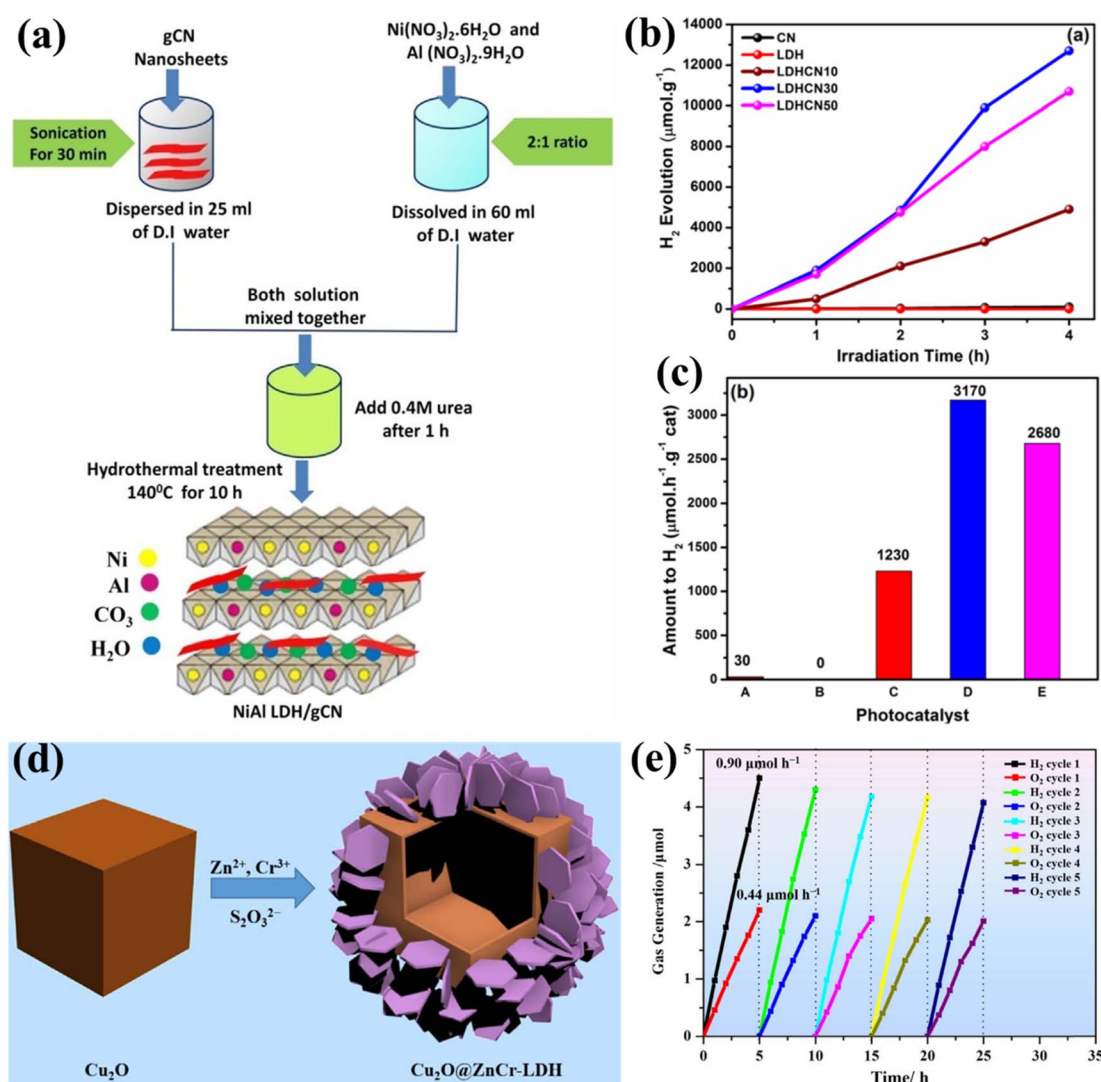 (a)
gCN
Nanosheets
Ni(NO₃)₂.6H₂O and
Al (NO₃)₂.9H₂O
Sonication
For 30 min
2:1 ratio
Dispersed in 25 ml
of D.I water
Dissolved in 60 ml
of D.I water
Both solution
mixed together
Add 0.4M urea
after 1 h
Hydrothermal treatment
140⁰C for 10 h
Ni
Al
CO₃
H₂O
NiAl LDH/gCN
(b)
(a)
CN
LDH
LDHCN10
LDHCN30
LDHCN50
H₂ Evolution (μmol.g⁻¹)
14000
12000
10000
8000
6000
4000
2000
0
0 1 2 3 4
Irradiation Time (h)
(c)
(b)
Amount to H₂ (μmol.h⁻¹.g⁻¹ cat)
3000
2500
2000
1500
1000
500
0
30
0
1230
3170
2680
A B C D E
Photocatalyst
(d)
Zn²⁺, Cr³⁺
S₂O₃²⁻
Cu₂O
Cu₂O@ZnCr-LDH
(e)
Gas Generation /μmol
5
4
3
2
1
0
0.90 μmol h⁻¹
0.44 μmol h⁻¹
H₂ cycle 1
O₂ cycle 1
H₂ cycle 2
O₂ cycle 2
H₂ cycle 3
O₂ cycle 3
H₂ cycle 4
O₂ cycle 4
H₂ cycle 5
O₂ cycle 5
0 5 10 15 20 25 30 35
Time/ h